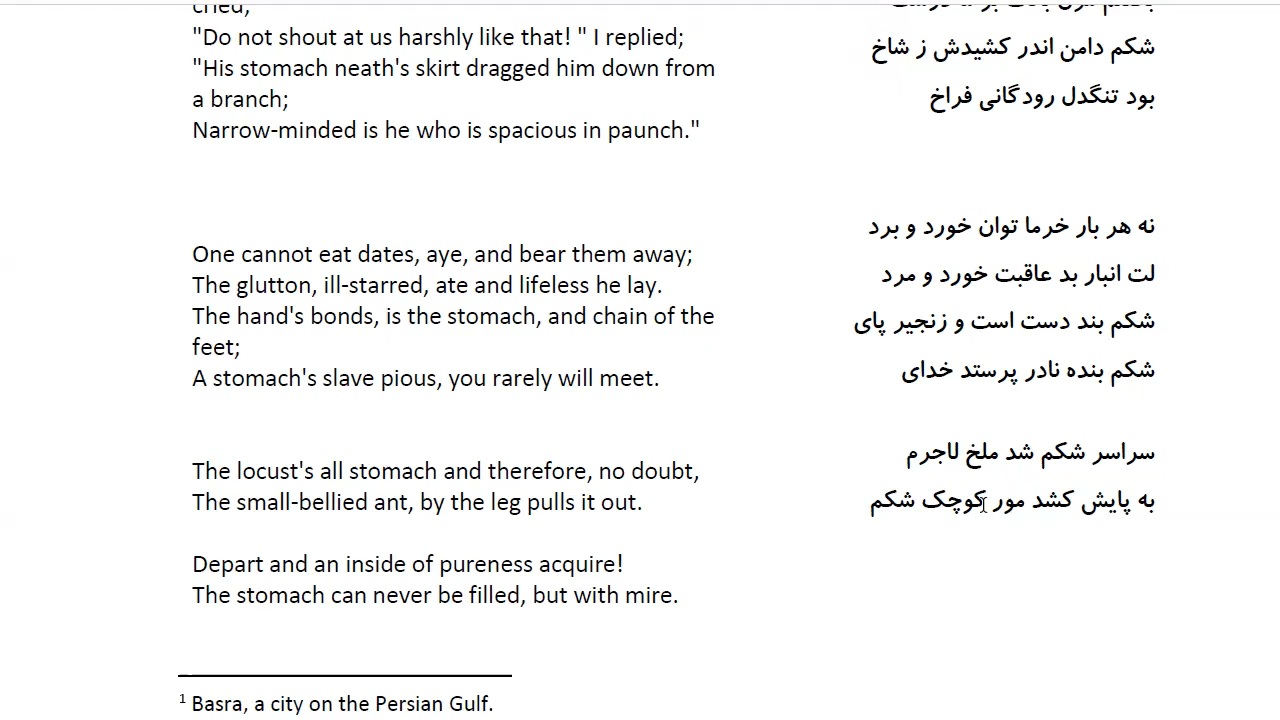 cried,
"Do not shout at us harshly like that! " I replied;
"His stomach neath's skirt dragged him down from
a branch;
Narrow-minded is he who is spacious in paunch."
شکم دامن اندر کشیدش ز شاخ
بود تنگدل رودگانی فراخ
One cannot eat dates, aye, and bear them away;
The glutton, ill-starred, ate and lifeless he lay.
The hand's bonds, is the stomach, and chain of the
feet;
A stomach's slave pious, you rarely will meet.
نه هر بار خرما توان خورد و برد
لت انبار بد عاقبت خورد و مرد
شکم بند دست است و زنجیر پای
شکم بنده نادر پرستد خدای
The locust's all stomach and therefore, no doubt,
The small-bellied ant, by the leg pulls it out.
سراسر شکم شد ملخ لاجرم
به پایش کشد مور کوچک شکم
Depart and an inside of pureness acquire!
The stomach can never be filled, but with mire.
1 Basra, a city on the Persian Gulf.